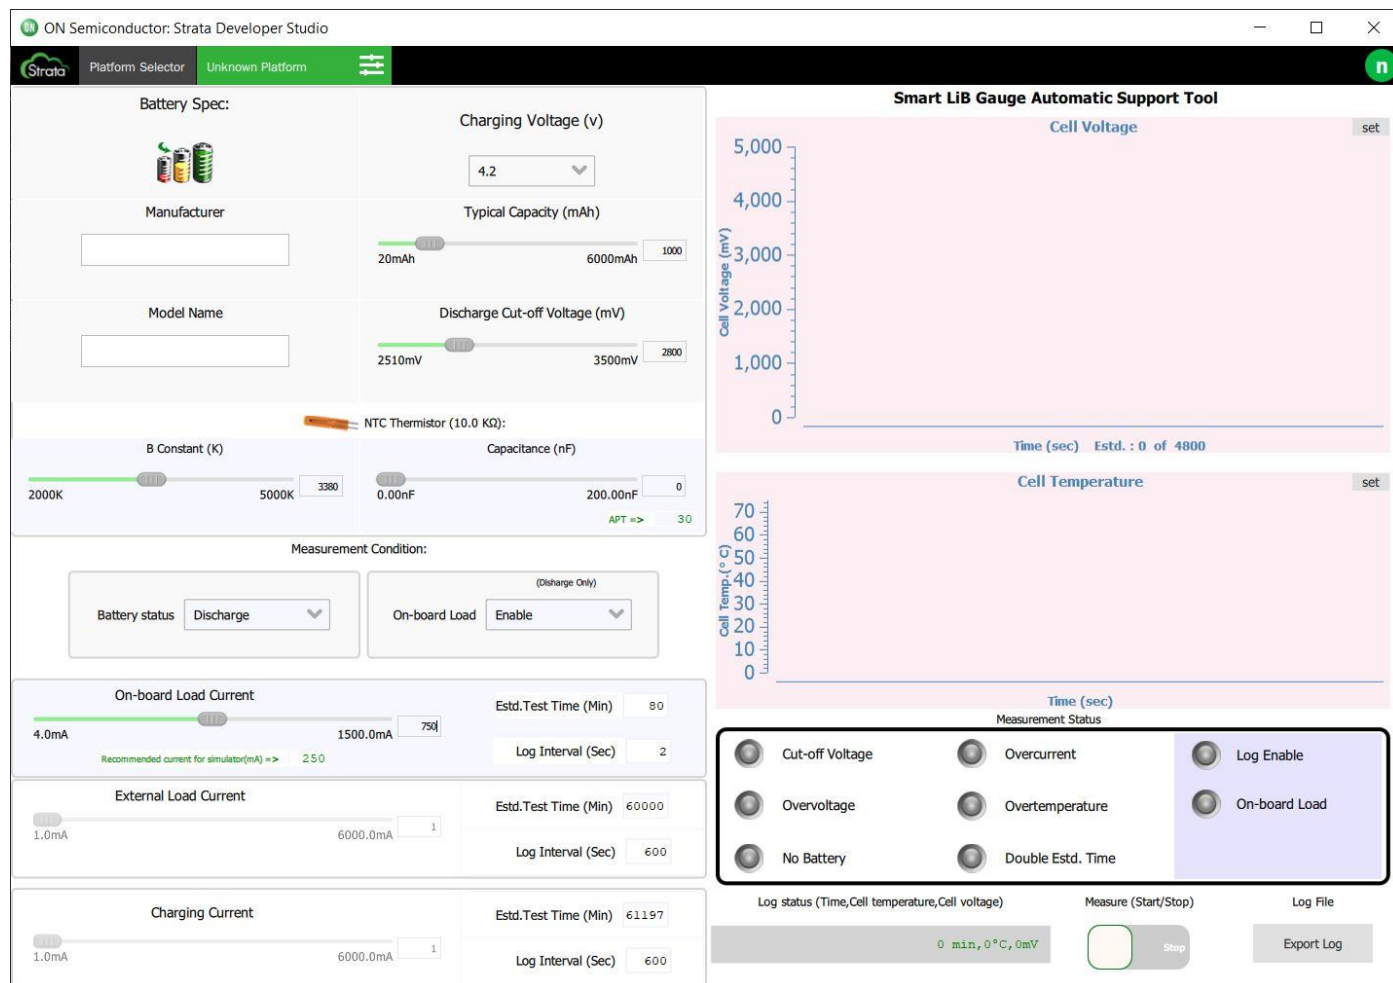 ON Semiconductor: Strata Developer Studio
Strata Platform Selector Unknown Platform n
Battery Spec:
Charging Voltage (v)
4.2
Manufacturer
Typical Capacity (mAh)
20mAh 6000mAh 1000
Model Name
Discharge Cut-off Voltage (mV)
2510mV 3500mV 2800
NTC Thermistor (10.0 KΩ):
B Constant (K)
2000K 5000K 3380
Capacitance (nF)
0.00nF 200.00nF 0
APT => 30
Measurement Condition:
Battery status Discharge
(Disharge Only)
On-board Load Enable
On-board Load Current
4.0mA 1500.0mA 750
Recommended current for simulator(mA) => 250
Estd.Test Time (Min) 80
Log Interval (Sec) 2
External Load Current
1.0mA 6000.0mA 1
Estd.Test Time (Min) 60000
Log Interval (Sec) 600
Charging Current
1.0mA 6000.0mA 1
Estd.Test Time (Min) 61197
Log Interval (Sec) 600
Smart LiB Gauge Automatic Support Tool
Cell Voltage set
Cell Voltage (mV)
5,000
4,000
3,000
2,000
1,000
0
Time (sec) Estd. : 0 of 4800
Cell Temperature set
Cell Temp.(° C)
70
60
50
40
30
20
10
0
Time (sec)
Measurement Status
Cut-off Voltage Overcurrent Log Enable
Overvoltage Overtemperature On-board Load
No Battery Double Estd. Time
Log status (Time,Cell temperature,Cell voltage) Measure (Start/Stop) Log File
0 min,0°C,0mV Stop Export Log